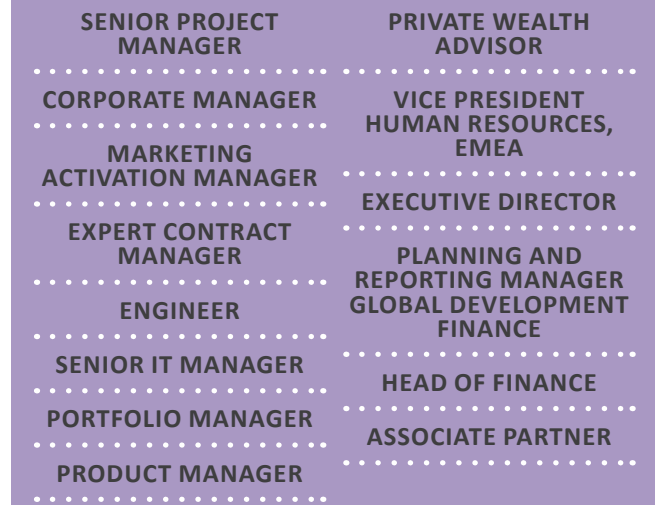 SENIOR PROJECT
MANAGER
CORPORATE MANAGER
MARKETING
ACTIVATION MANAGER
EXPERT CONTRACT
MANAGER
ENGINEER
SENIOR IT MANAGER
PORTFOLIO MANAGER
PRODUCT MANAGER
PRIVATE WEALTH
ADVISOR
VICE PRESIDENT
HUMAN RESOURCES,
EMEA
EXECUTIVE DIRECTOR
PLANNING AND
REPORTING MANAGER
GLOBAL DEVELOPMENT
FINANCE
HEAD OF FINANCE
ASSOCIATE PARTNER